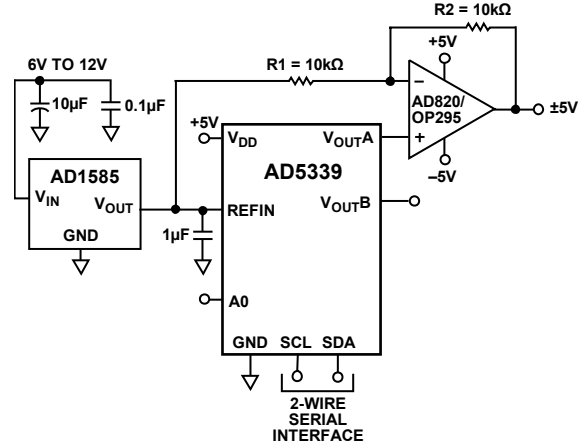 R2 = 10kΩ
6V TO 12V
R1 = 10kΩ
+5V
10µF
0.1µF
AD820/
OP295
±5V
+5V
VDD
VOUTA
–5V
AD1585
AD5339
VIN
VOUT
REFIN
VOUTB
GND
1µF
A0
GND SCL SDA
2-WIRE
SERIAL
INTERFACE